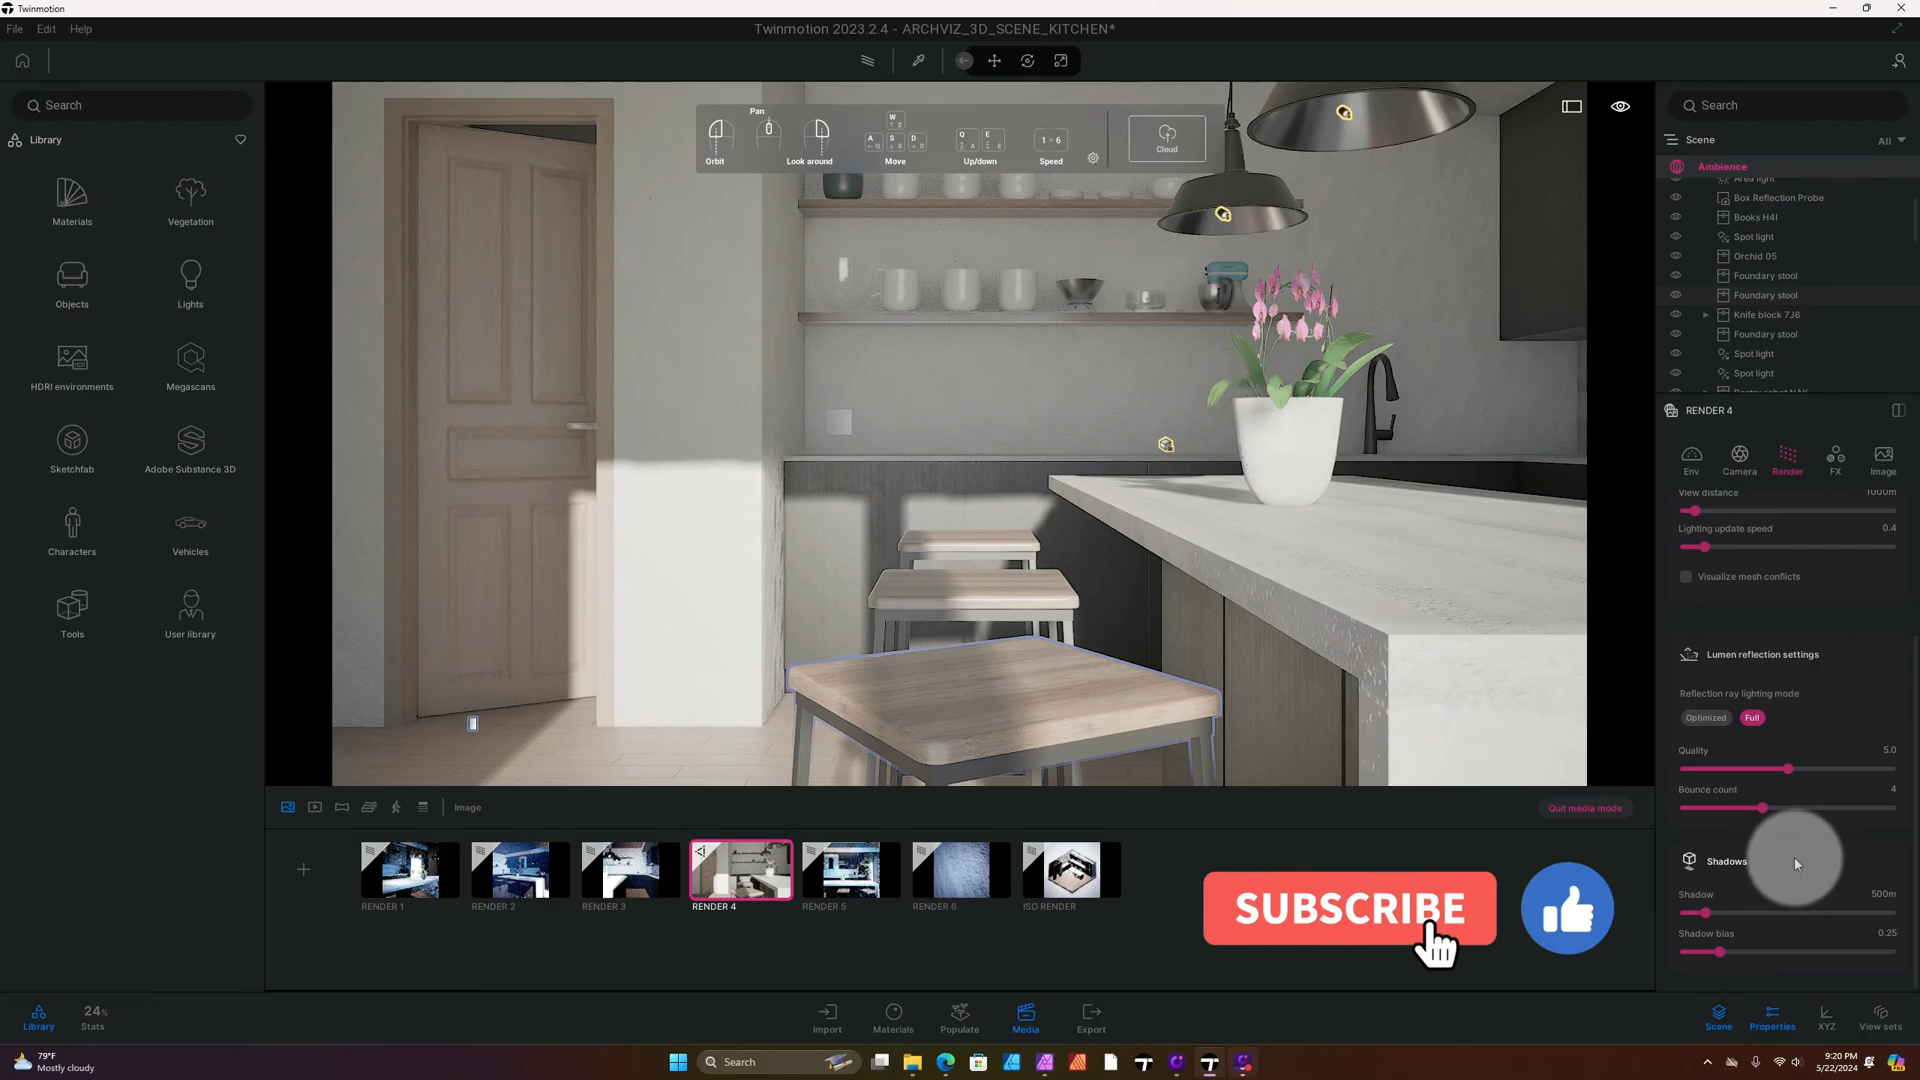 Twinmotion
File Edit Help
Twinmotion 2023.2.4 - ARCHVIZ_3D_SCENE_KITCHEN*
Search
Library
Materials
Vegetation
Objects
Lights
HDRI environments
Megascans
Sketchfab
Adobe Substance 3D
Characters
Vehicles
Tools
User library
Pan
Orbit
Look around
W
Z
A Q S S D D
Move
Q A E E
Up/down
1 - 6
Speed
Cloud
Search
Scene
All
Ambience
Area light
Box Reflection Probe
Books H4I
Spot light
Orchid 05
Foundary stool
Foundary stool
Knife block 7J6
Foundary stool
Spot light
Spot light
RENDER 4
Env Camera Render FX Image
View distance 1000m
Lighting update speed 0.4
Visualize mesh conflicts
Lumen reflection settings
Reflection ray lighting mode
Optimized Full
Quality 5.0
Bounce count 4
Shadows
Shadow 500m
Shadow bias 0.25
Image
Quit media mode
RENDER 1
RENDER 2
RENDER 3
RENDER 4
RENDER 5
RENDER 6
ISO RENDER
SUBSCRIBE
Library
24%
Stats
Import
Materials
Populate
Media
Export
Scene
Properties
XYZ
View sets
79°F
Mostly cloudy
Search
9:20 PM
5/22/2024